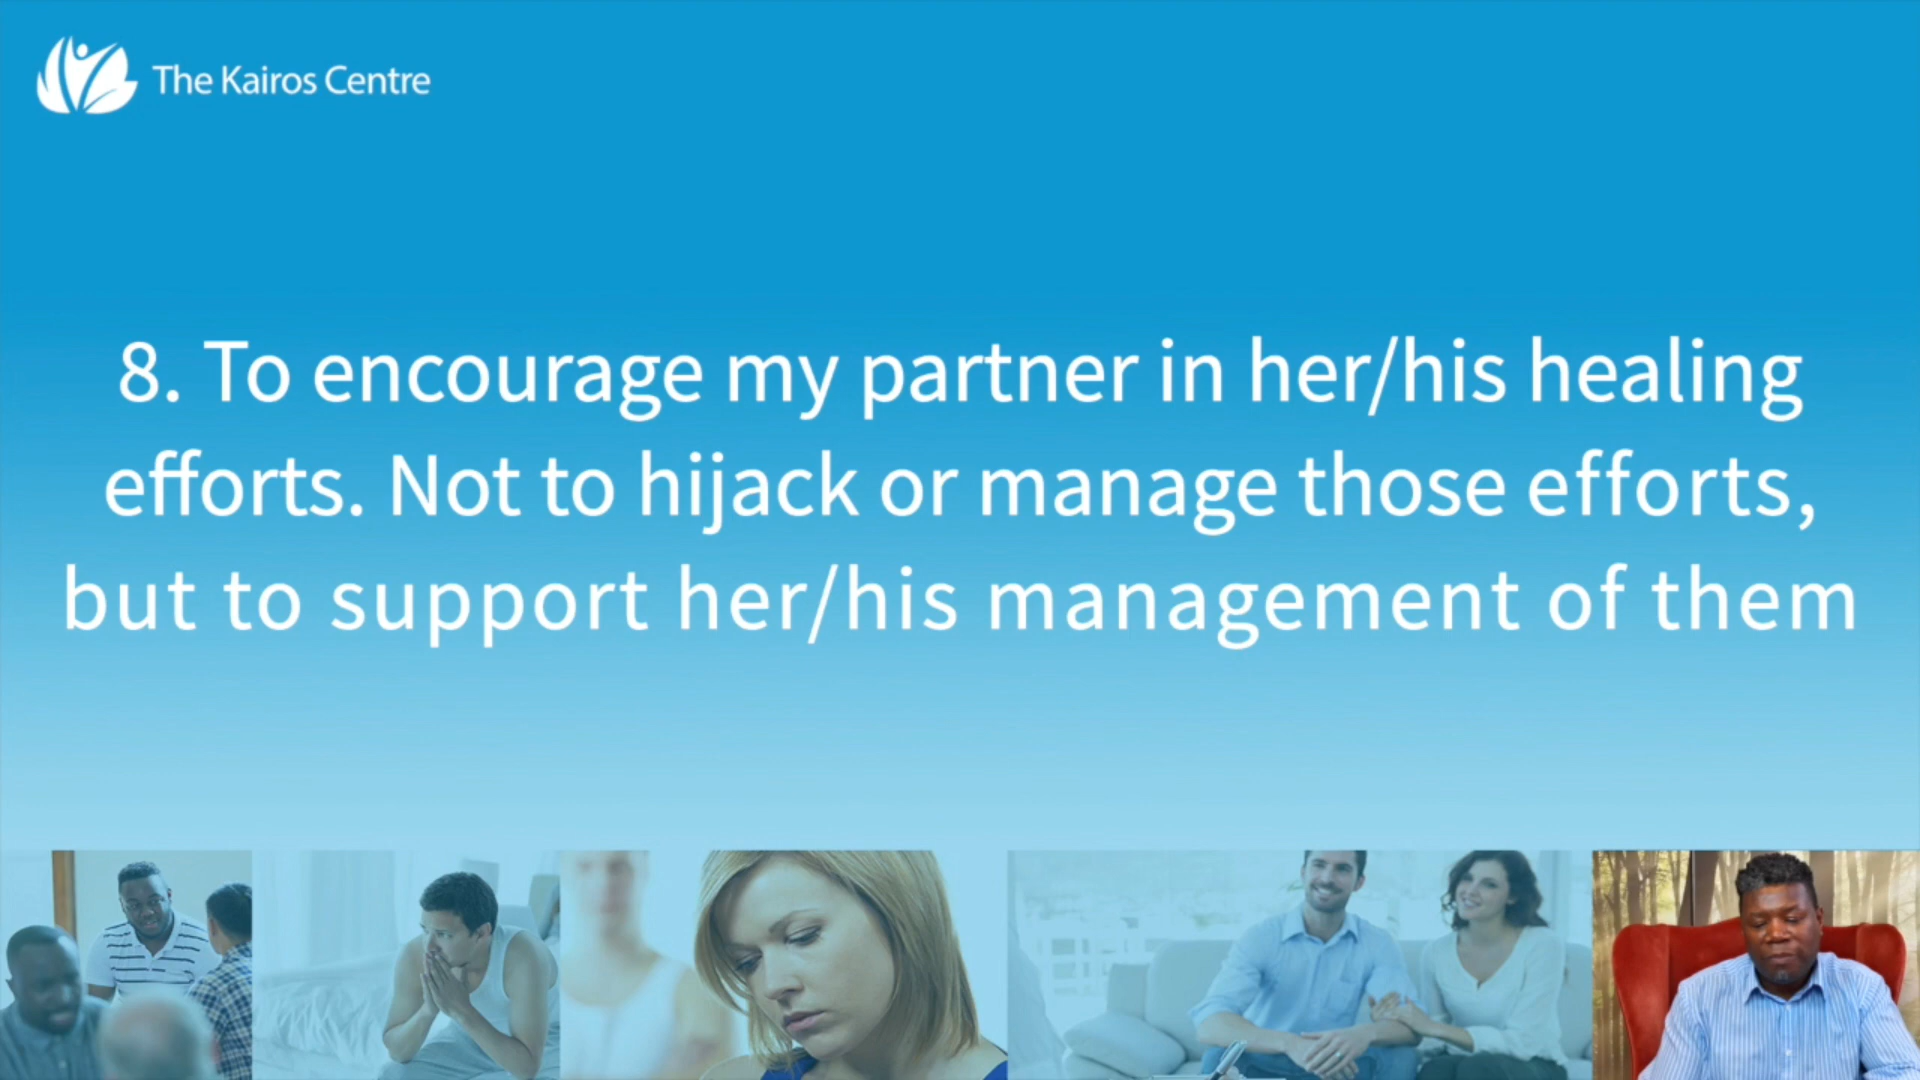 The Kairos Centre
8. To encourage my partner in her/his healing
efforts. Not to hijack or manage those efforts,
but to support her/his management of them